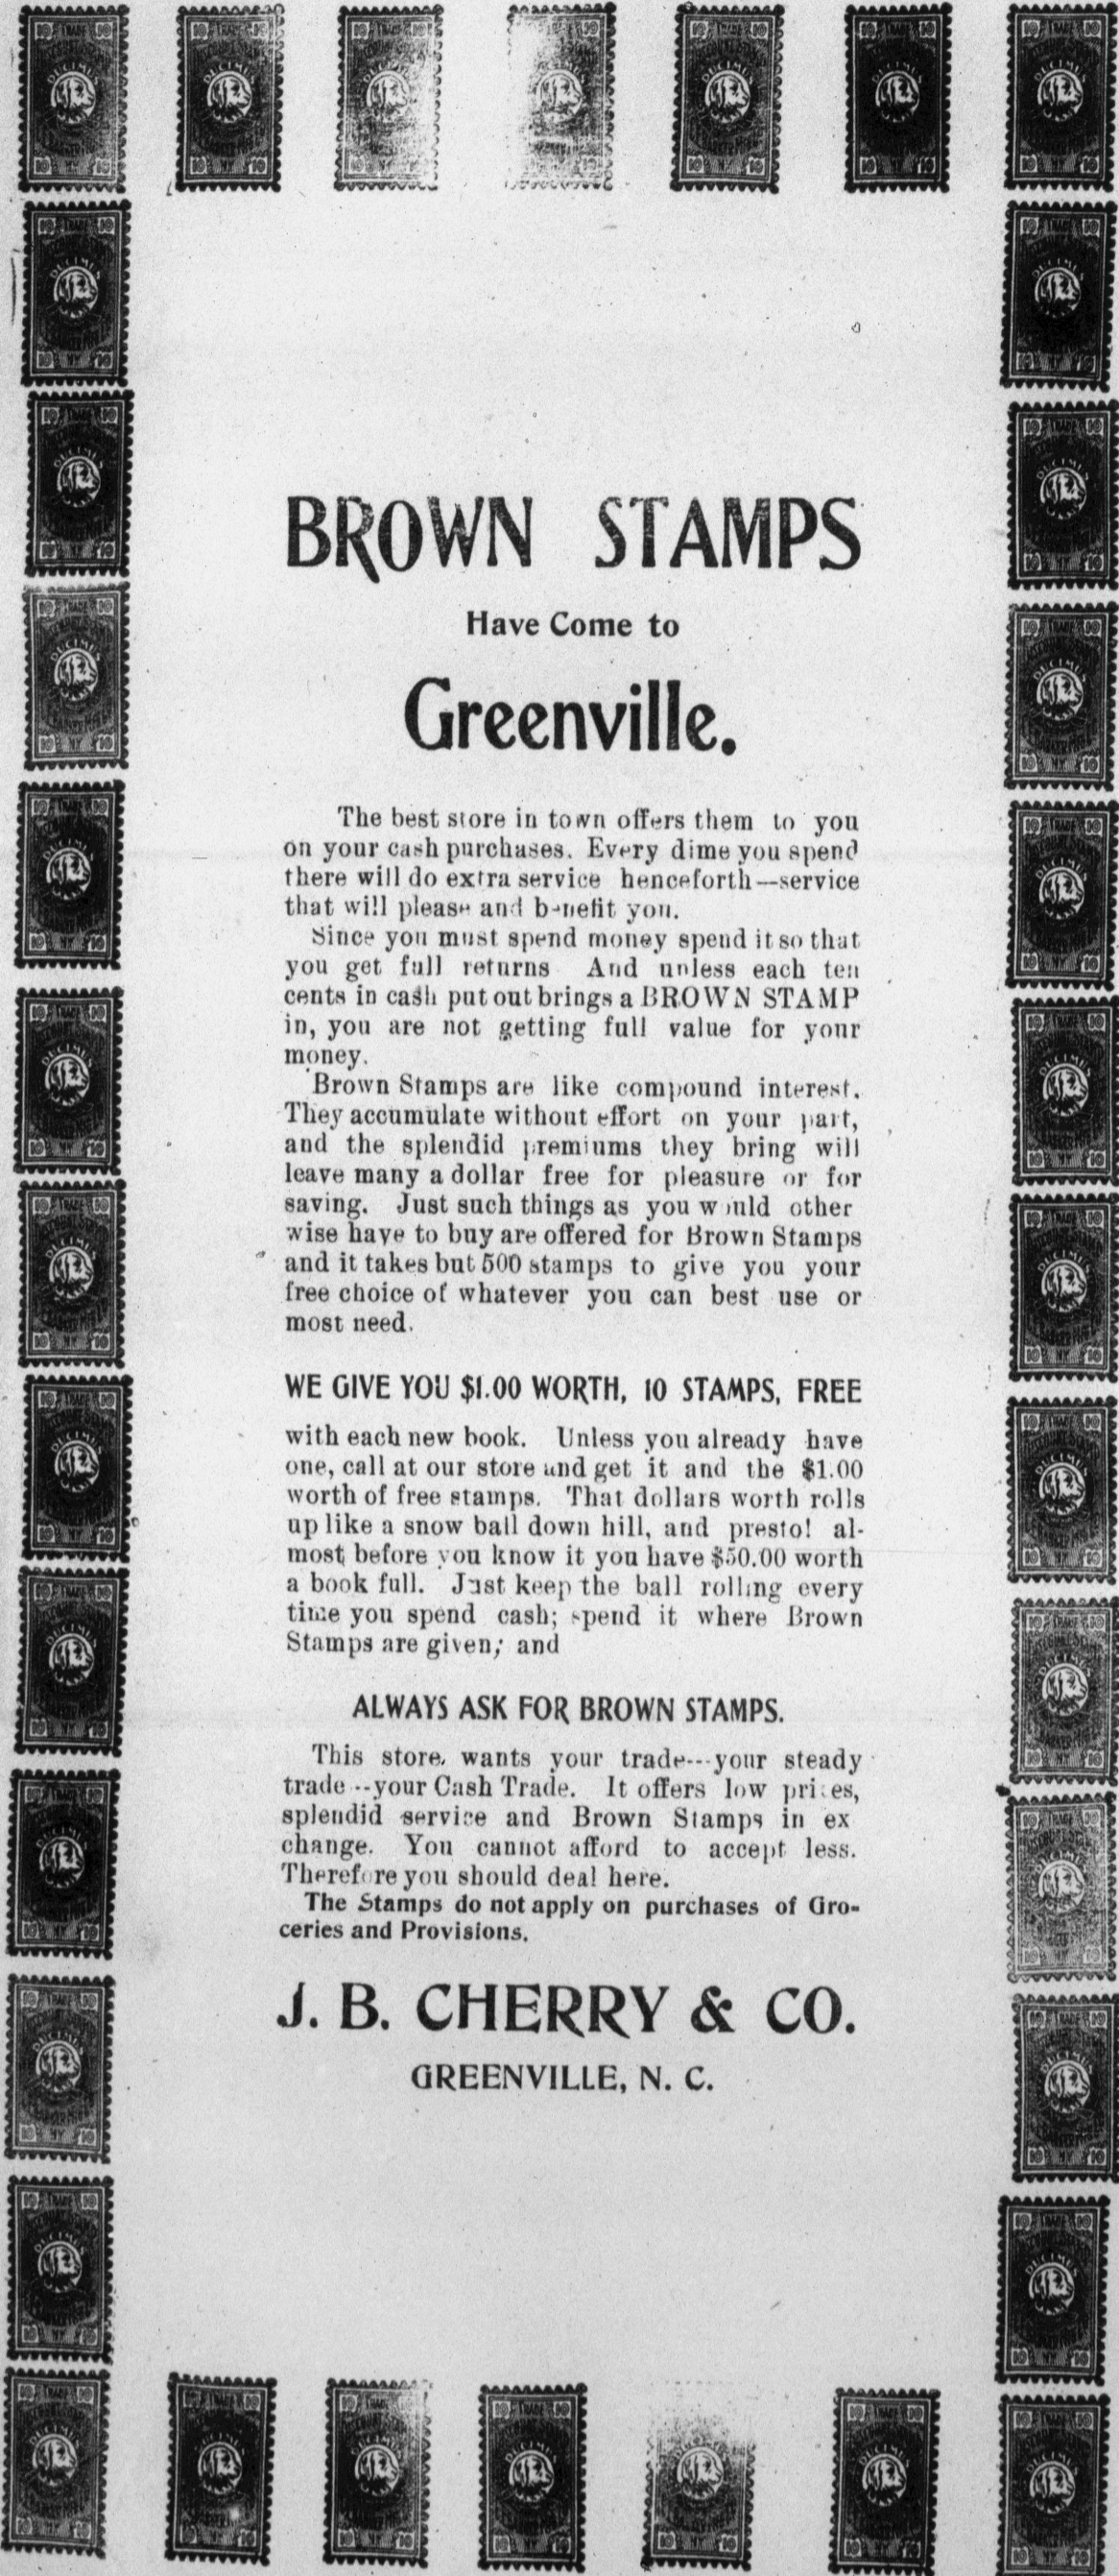 BROWN STAMPS
Have Come to
Greenville.
The best store in town offers them to you
on your cash purchases. Every dime you spend
there will do extra service henceforth—service
that will please and benefit you.
Since you must spend money spend it so that
you get full returns And unless each ten
cents in cash put out brings a BROWN STAMP
in, you are not getting full value for your
money.
Brown Stamps are like compound interest.
They accumulate without effort on your part,
and the splendid premiums they bring will
leave many a dollar free for pleasure or for
saving. Just such things as you would other
wise have to buy are offered for Brown Stamps
and it takes but 500 stamps to give you your
free choice of whatever you can best use or
most need.
WE GIVE YOU $1.00 WORTH, 10 STAMPS, FREE
with each new book. Unless you already have
one, call at our store and get it and the $1.00
worth of free stamps. That dollars worth rolls
up like a snow ball down hill, and presto! al-
most before you know it you have $50.00 worth
a book full. Just keep the ball rolling every
time you spend cash; spend it where Brown
Stamps are given; and
ALWAYS ASK FOR BROWN STAMPS.
This store, wants your trade---your steady
trade--your Cash Trade. It offers low prices,
splendid service and Brown Stamps in ex
change. You cannot afford to accept less.
Therefore you should deal here.
The Stamps do not apply on purchases of Gro-
ceries and Provisions.
J. B. CHERRY & CO.
GREENVILLE, N. C.